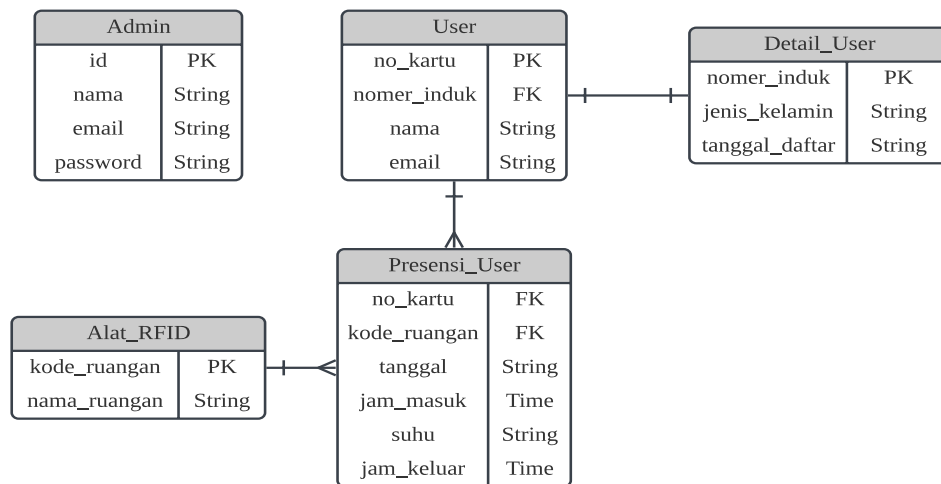 Admin
id PK
nama String
email String
password String
User
no_kartu PK
nomer_induk FK
nama String
email String
Detail_User
nomer_induk PK
jenis_kelamin String
tanggal_daftar String
Presensi_User
no_kartu FK
kode_ruangan FK
tanggal String
jam_masuk Time
suhu String
jam_keluar Time
Alat_RFID
kode_ruangan PK
nama_ruangan String